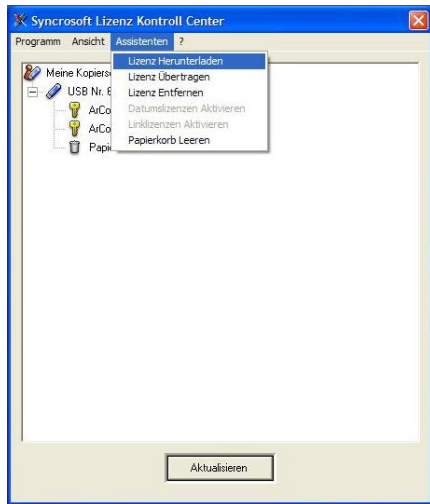 Syncrosoft Lizenz Kontroll Center
Programm Ansicht Assistenten ?
Lizenz Herunterladen
Lizenz Übertragen
Lizenz Entfernen
Datumslizenzen Aktivieren
Linklizenzen Aktivieren
Papierkorb Leeren
Meine Kopiers
USB Nr. 6
ArCo
ArCo
Papi
Aktualisieren